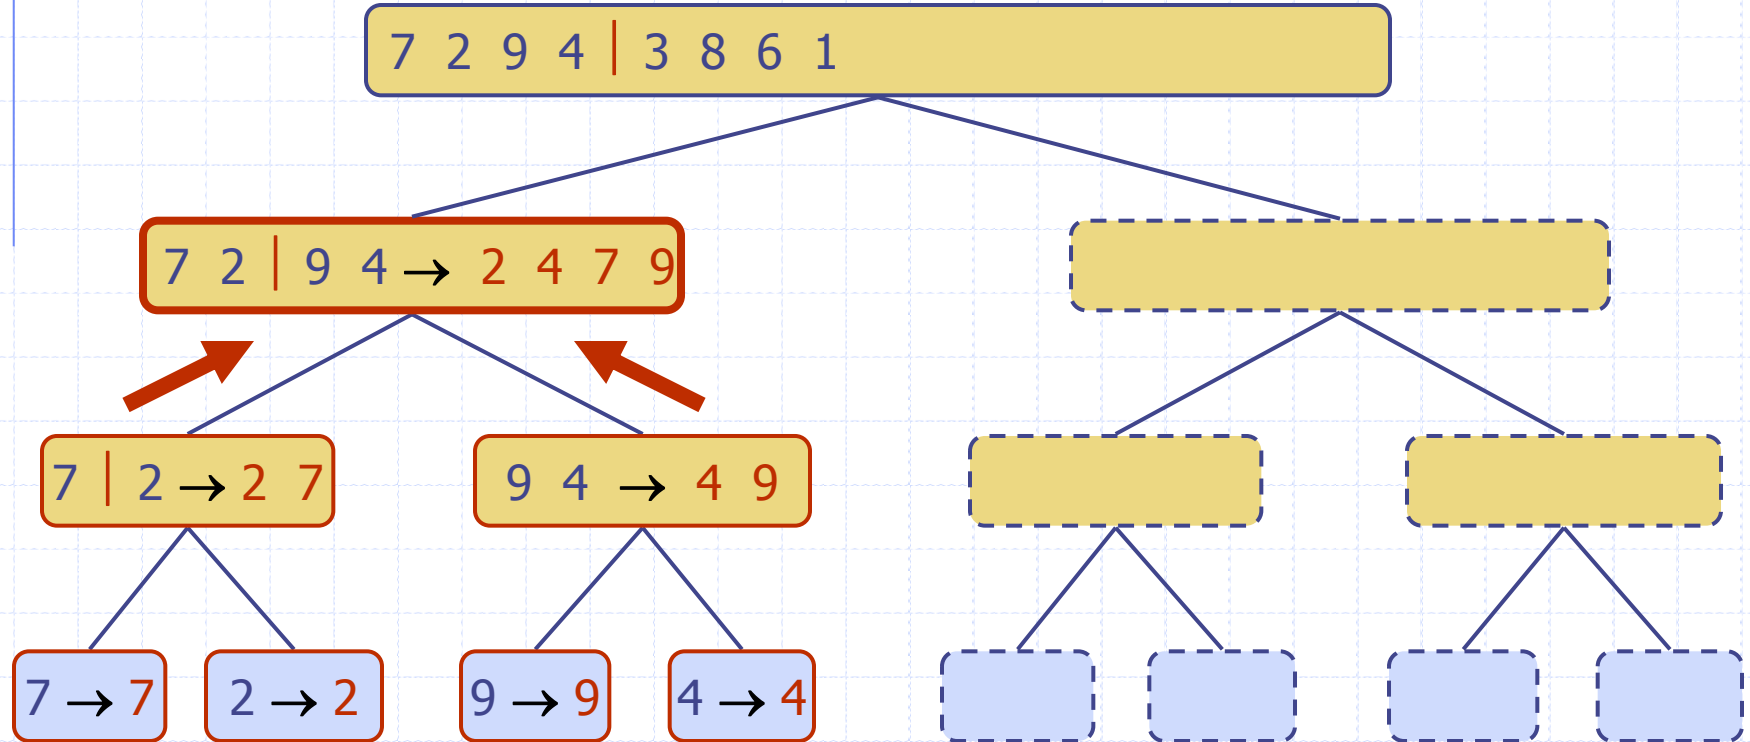 7 2 9 4 | 3 8 6 1
7 2 | 9 4 → 2 4 7 9
7 | 2 → 2 7
9 4 → 4 9
7 → 7
2 → 2
9 → 9
4 → 4